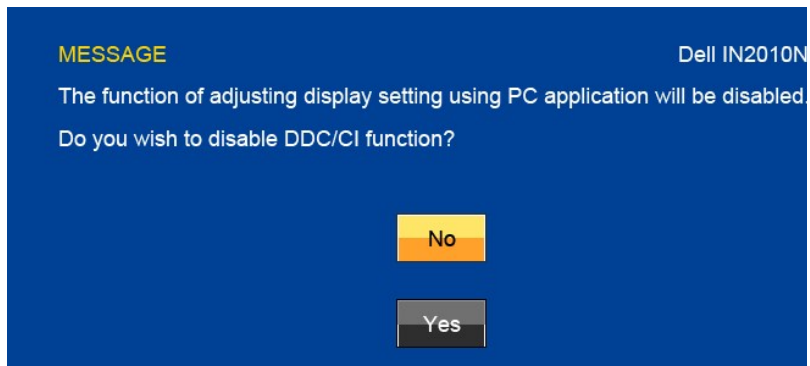 MESSAGE Dell IN2010N
The function of adjusting display setting using PC application will be disabled.
Do you wish to disable DDC/CI function?
No
Yes